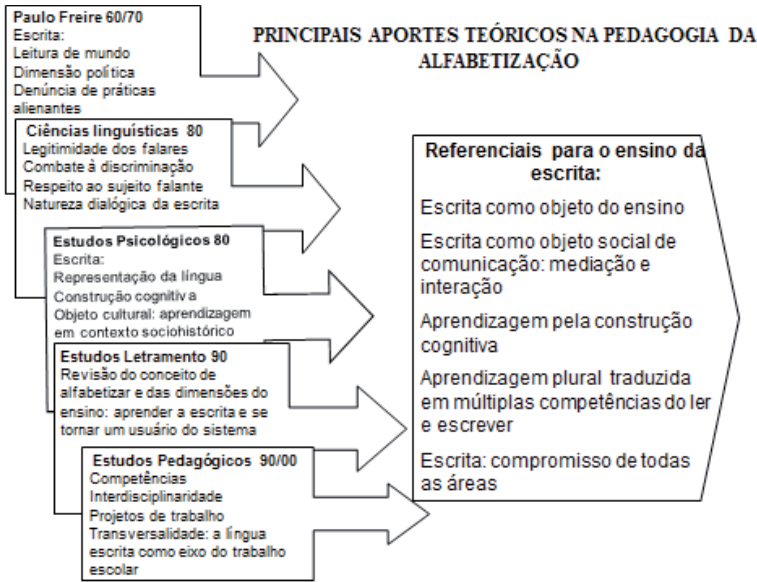 PRINCIPAIS APORTES TEÓRICOS NA PEDAGOGIA DA
ALFABETIZAÇÃO
Paulo Freire 60/70
Escrita:
Leitura de mundo
Dimensão política
Denúncia de práticas
alienantes
Ciências linguísticas 80
Legitimidade dos falares
Combate à discriminação
Respeito ao sujeito falante
Natureza dialógica da escrita
Estudos Psicológicos 80
Escrita:
Representação da língua
Construção cognitiva
Objeto cultural: aprendizagem
em contexto sociohistórico
Estudos Letramento 90
Revisão do conceito de
alfabetizar e das dimensões do
ensino: aprender a escrita e se
tornar um usuário do sistema
Estudos Pedagógicos 90/00
Competências
Interdisciplinaridade
Projetos de trabalho
Transversalidade: a língua
escrita como eixo do trabalho
escolar
Referenciais para o ensino da
escrita:
Escrita como objeto do ensino
Escrita como objeto social de
comunicação: mediação e
interação
Aprendizagem pela construção
cognitiva
Aprendizagem plural traduzida
em múltiplas competências do ler
e escrever
Escrita: compromisso de todas
as áreas